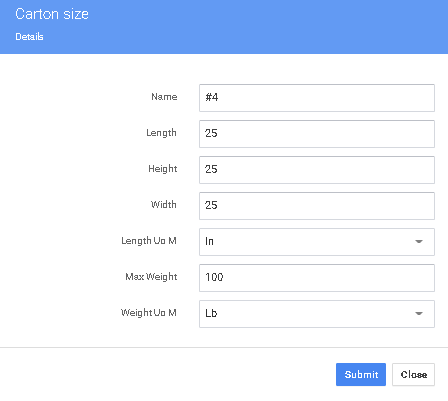 Carton size
Details
Name #4
Length 25
Height 25
Width 25
Length Uo M In
Max Weight 100
Weight Uo M Lb
Submit Close